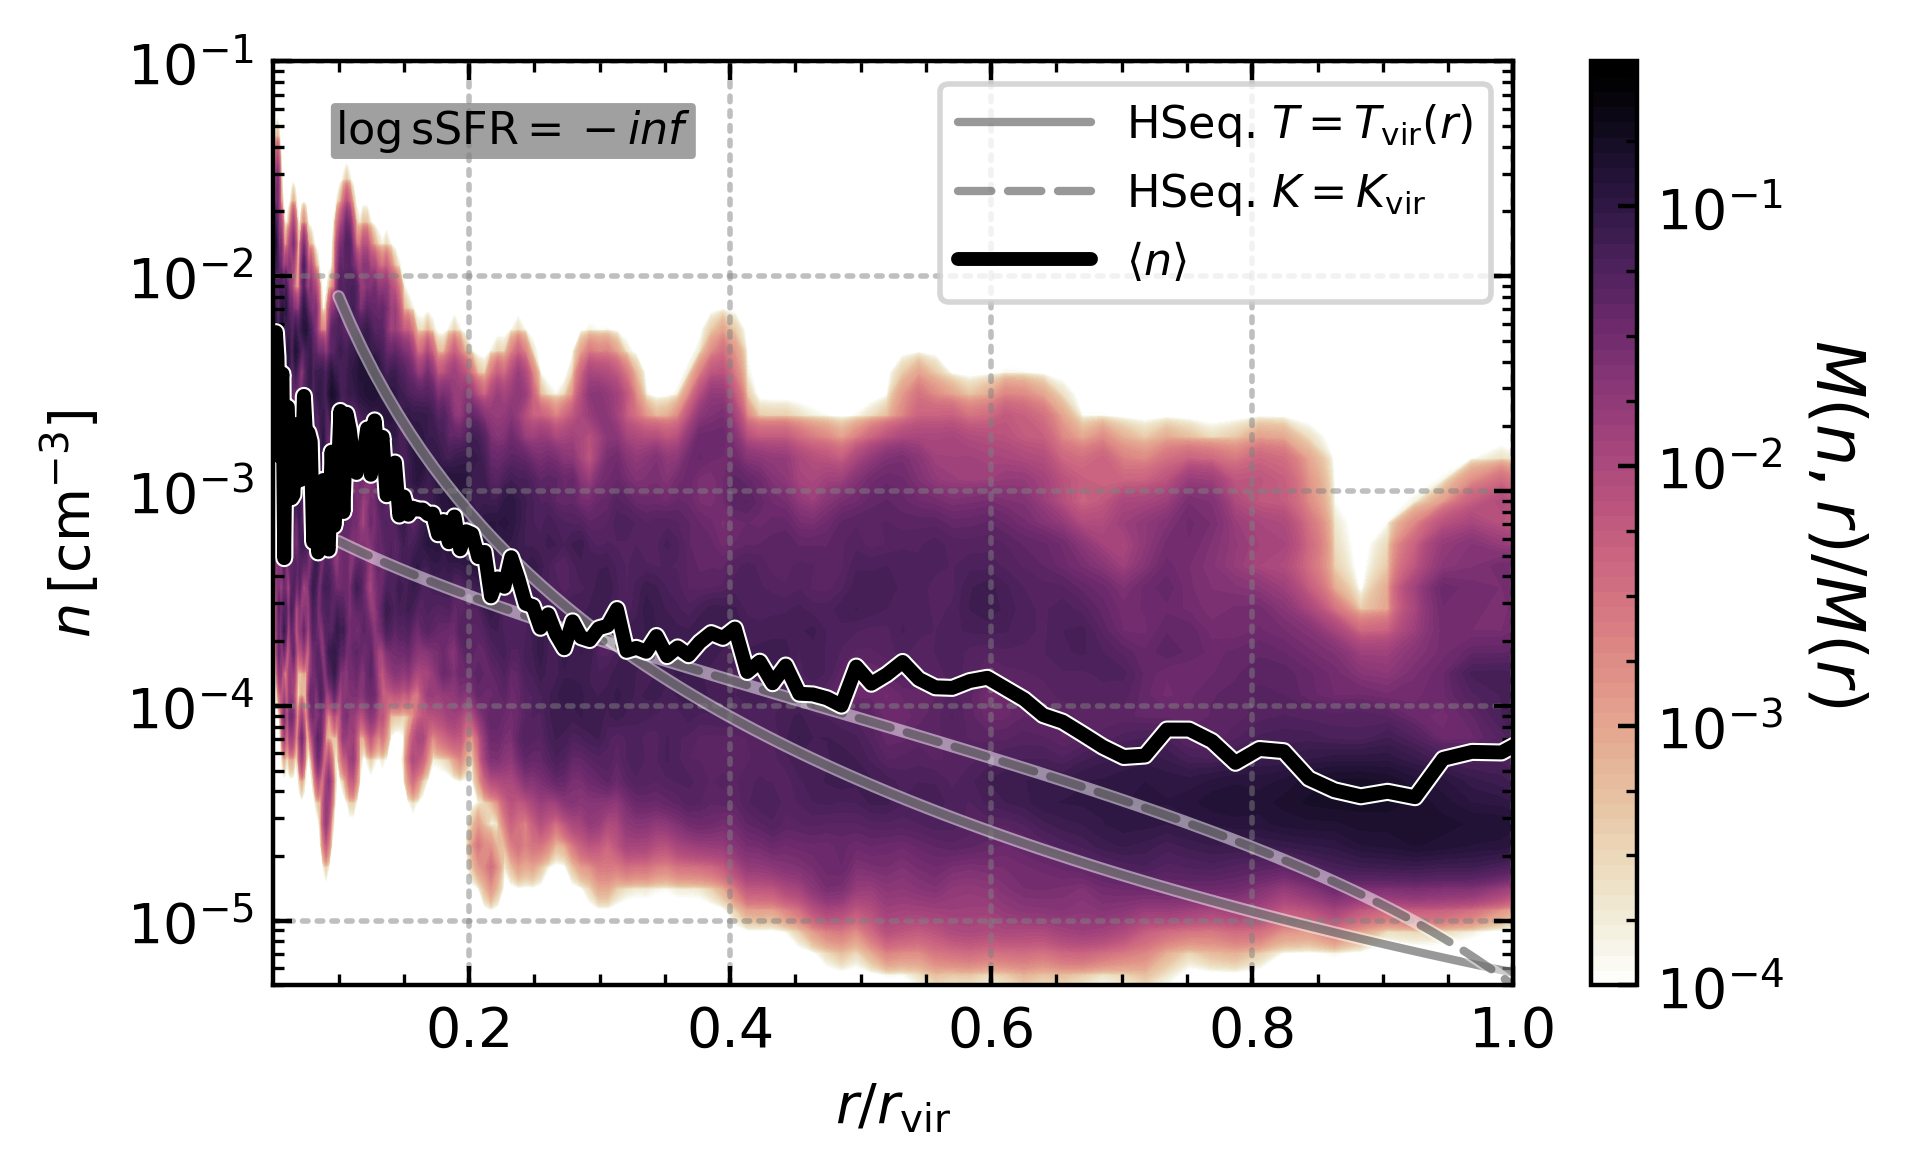 10⁻¹
10⁻²
10⁻³
10⁻⁴
10⁻⁵
n [cm⁻³]
log sSFR = −inf
HSeq. T = T_vir(r)
HSeq. K = K_vir
⟨n⟩
0.2 0.4 0.6 0.8 1.0
r/r_vir
10⁻¹
10⁻²
10⁻³
10⁻⁴
M(n, r)/M(r)